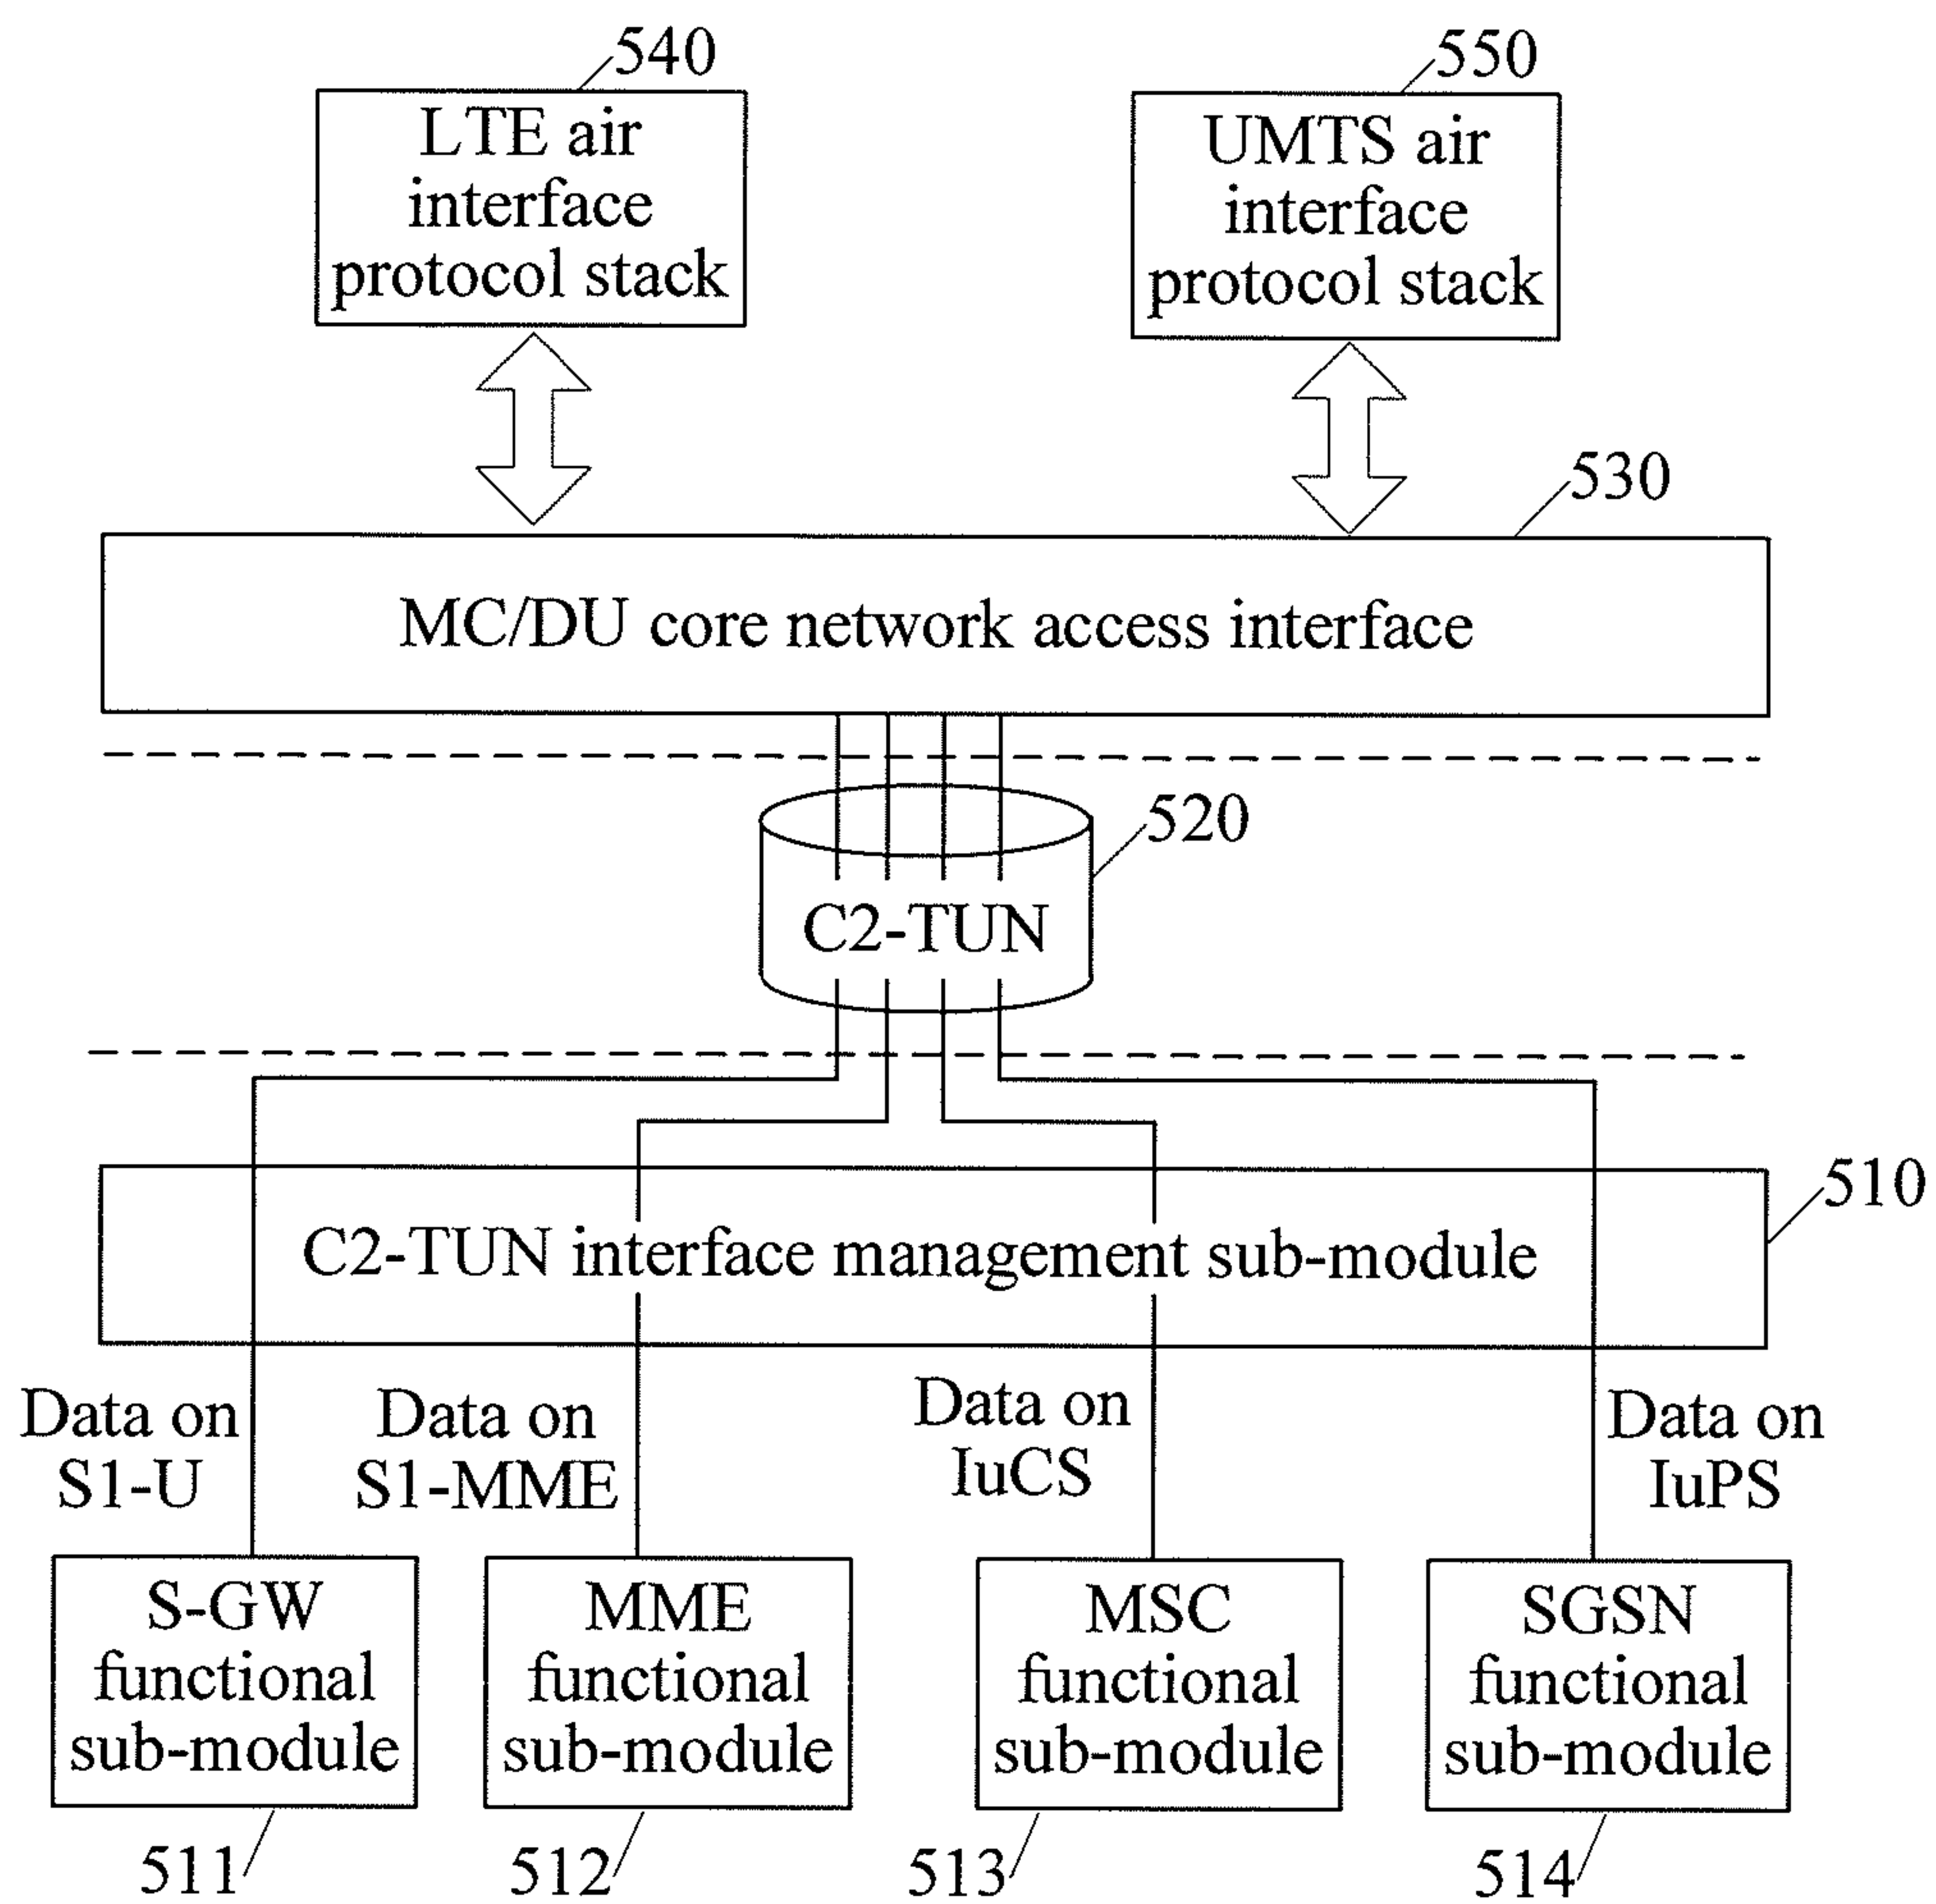 540
LTE air
interface
protocol stack
550
UMTS air
interface
protocol stack
530
MC/DU core network access interface
520
C2-TUN
510
C2-TUN interface management sub-module
Data on
S1-U
Data on
S1-MME
Data on
IuCS
Data on
IuPS
S-GW
functional
sub-module
MME
functional
sub-module
MSC
functional
sub-module
SGSN
functional
sub-module
511
512
513
514